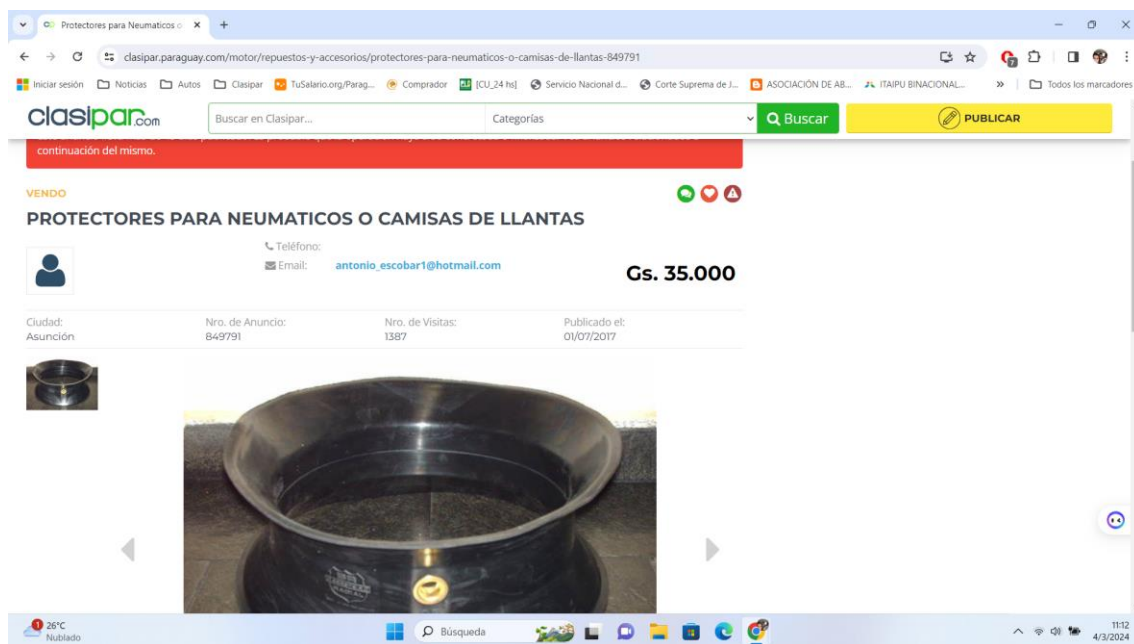 Protectores para Neumaticos o
clasipar.paraguay.com/motor/repuestos-y-accesorios/protectores-para-neumaticos-o-camisas-de-llantas-849791
Iniciar sesión Noticias Autos Clasipar TuSalario.org/Parag... Comprador [CU_24 hs] Servicio Nacional d... Corte Suprema de J... ASOCIACIÓN DE AB... ITAIPU BINACIONAL... » Todos los marcadores
clasipar.com Buscar en Clasipar... Categorías Buscar PUBLICAR
continuación del mismo.
VENDO
PROTECTORES PARA NEUMATICOS O CAMISAS DE LLANTAS
Teléfono:
Email: antonio_escobar1@hotmail.com
Gs. 35.000
Ciudad: Nro. de Anuncio: Nro. de Visitas: Publicado el:
Asunción 849791 1387 01/07/2017
1 26°C
Nublado
Búsqueda
11:12
4/3/2024